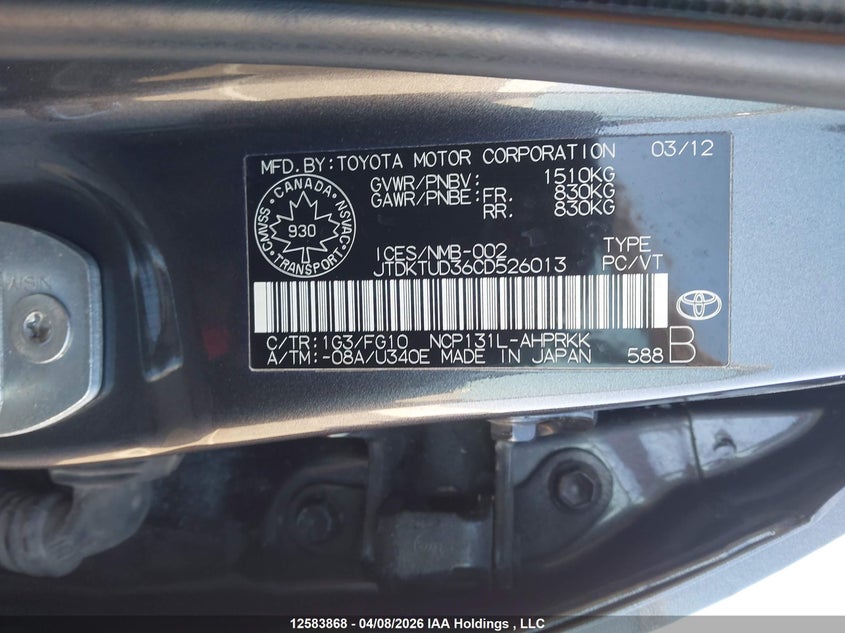 MFD. BY: TOYOTA MOTOR CORPORATION 03/12
GVWR/PNBV: 1510KG
GAWR/PNBE: FR. 830KG
RR. 830KG
CANADA
CMVSS
NSVAC
930
TRANSPORT
ICES/NMB-002 TYPE
JTDKTUD36CD526013 PC/VT
C/TR: 1G3/FG10 NCP131L-AHPRKK
A/TM: -08A/U340E MADE IN JAPAN 588 B
12583868 - 04/08/2026 IAA Holdings , LLC